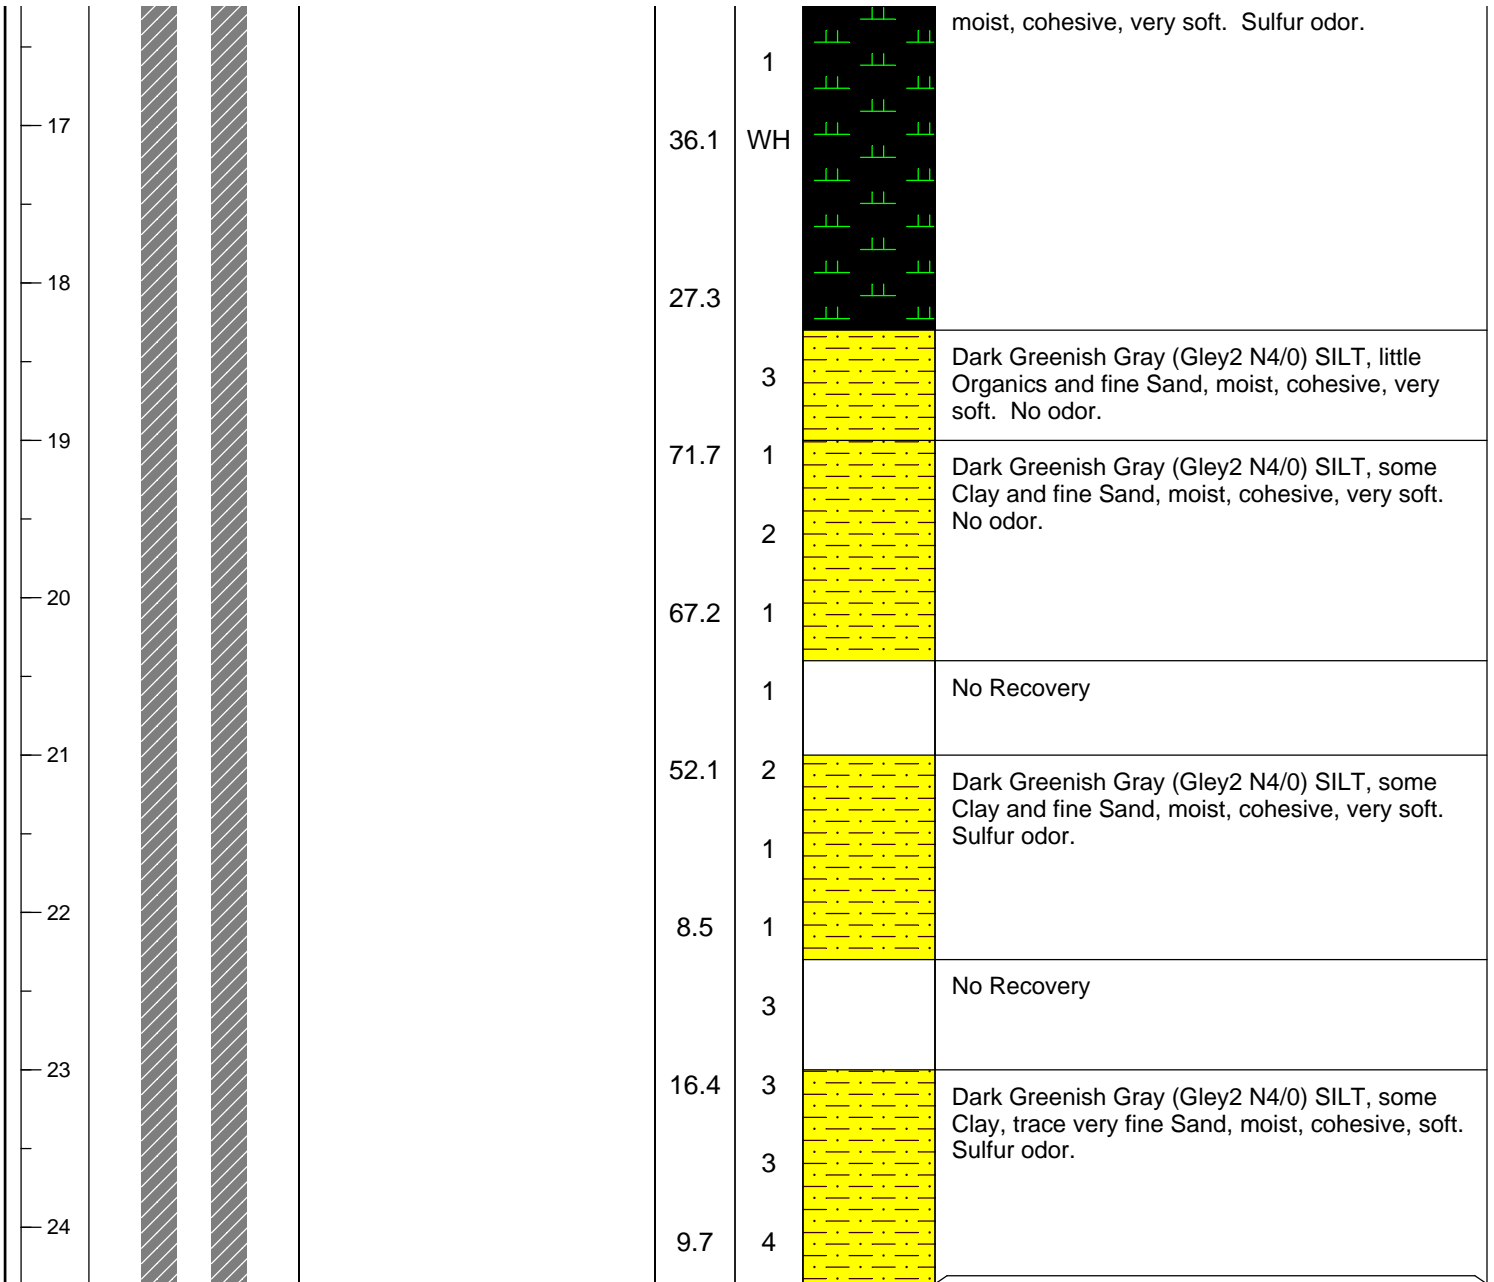 moist, cohesive, very soft. Sulfur odor.
1
17
36.1 WH
18
27.3
Dark Greenish Gray (Gley2 N4/0) SILT, little
3
Organics and fine Sand, moist, cohesive, very
soft. No odor.
19
71.7 1
Dark Greenish Gray (Gley2 N4/0) SILT, some
Clay and fine Sand, moist, cohesive, very soft.
No odor.
2
20
67.2 1
1 No Recovery
21
52.1 2
Dark Greenish Gray (Gley2 N4/0) SILT, some
Clay and fine Sand, moist, cohesive, very soft.
Sulfur odor.
1
22
8.5 1
No Recovery
3
23
16.4 3
Dark Greenish Gray (Gley2 N4/0) SILT, some
Clay, trace very fine Sand, moist, cohesive, soft.
Sulfur odor.
3
24
9.7 4